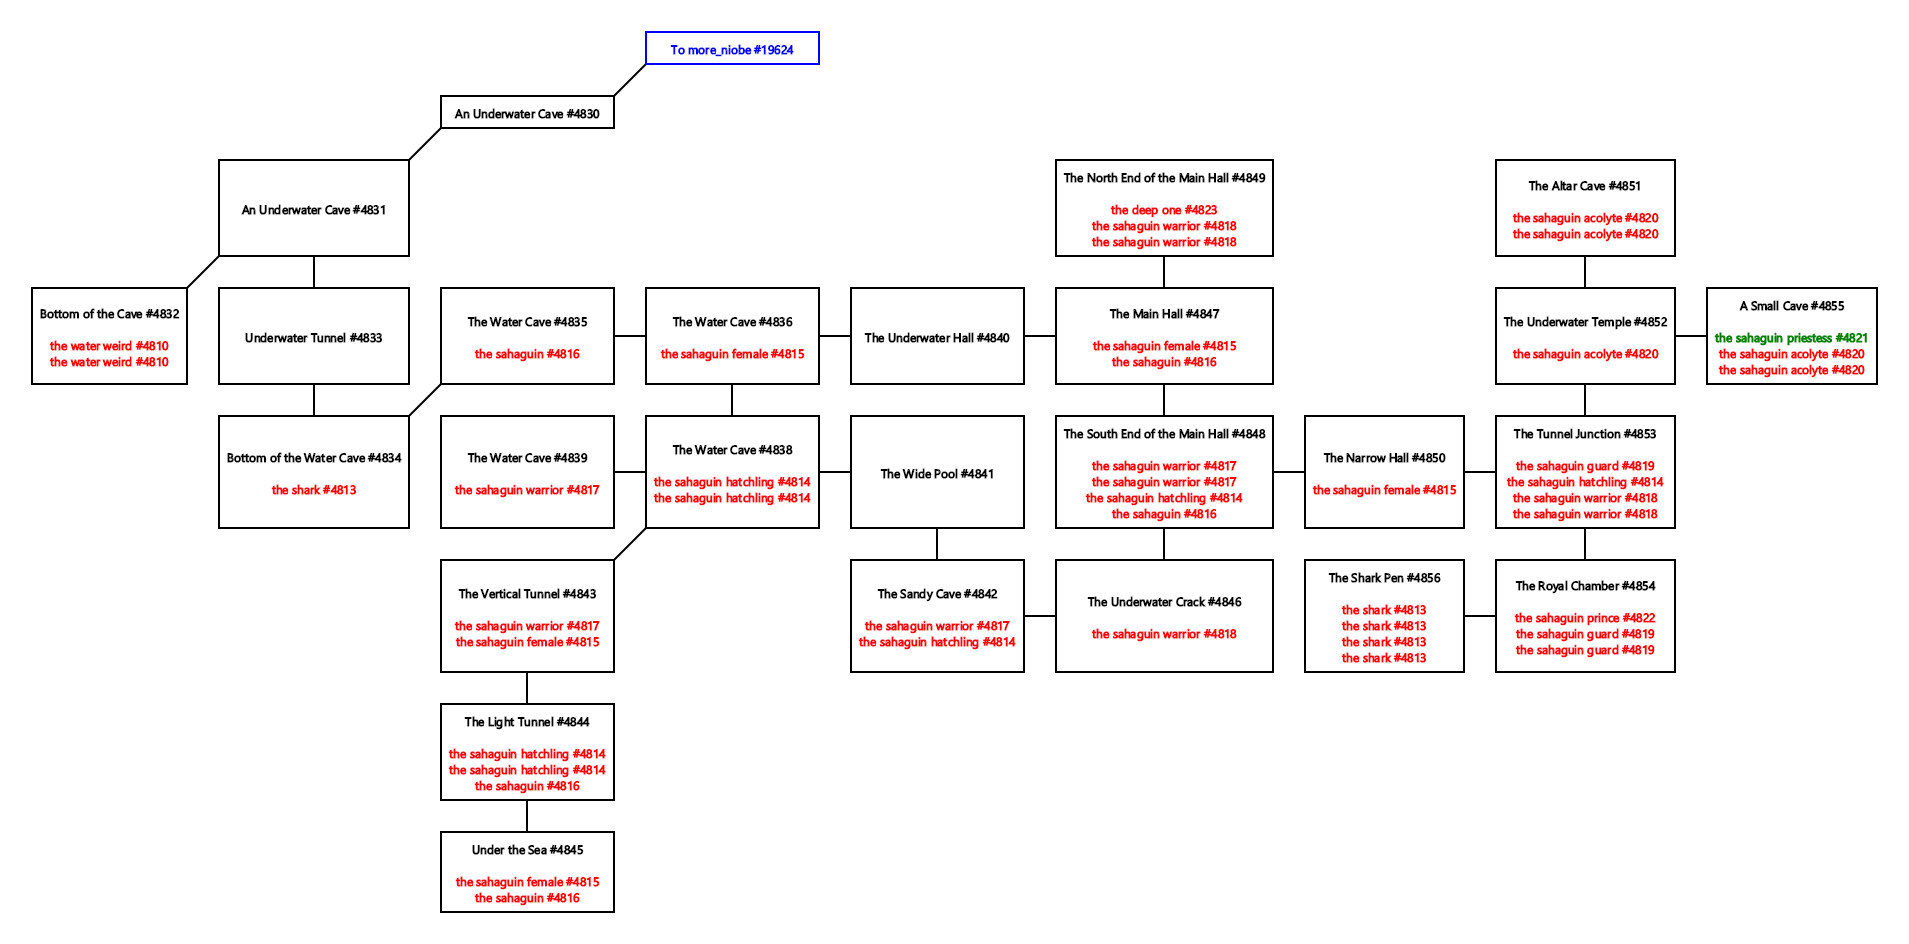 To more_niobe #19624
An Underwater Cave #4830
An Underwater Cave #4831
The North End of the Main Hall #4849
the deep one #4823
the sahaguin warrior #4818
the sahaguin warrior #4818
The Altar Cave #4851
the sahaguin acolyte #4820
the sahaguin acolyte #4820
Bottom of the Cave #4832
the water weird #4810
the water weird #4810
Underwater Tunnel #4833
The Water Cave #4835
the sahaguin #4816
The Water Cave #4836
the sahaguin female #4815
The Underwater Hall #4840
The Main Hall #4847
the sahaguin female #4815
the sahaguin #4816
The Underwater Temple #4852
the sahaguin acolyte #4820
A Small Cave #4855
the sahaguin priestess #4821
the sahaguin acolyte #4820
the sahaguin acolyte #4820
Bottom of the Water Cave #4834
the shark #4813
The Water Cave #4839
the sahaguin warrior #4817
The Water Cave #4838
the sahaguin hatchling #4814
the sahaguin hatchling #4814
The Wide Pool #4841
The South End of the Main Hall #4848
the sahaguin warrior #4817
the sahaguin warrior #4817
the sahaguin hatchling #4814
the sahaguin #4816
The Narrow Hall #4850
the sahaguin female #4815
The Tunnel Junction #4853
the sahaguin guard #4819
the sahaguin hatchling #4814
the sahaguin warrior #4818
the sahaguin warrior #4818
The Vertical Tunnel #4843
the sahaguin warrior #4817
the sahaguin female #4815
The Sandy Cave #4842
the sahaguin warrior #4817
the sahaguin hatchling #4814
The Underwater Crack #4846
the sahaguin warrior #4818
The Shark Pen #4856
the shark #4813
the shark #4813
the shark #4813
the shark #4813
The Royal Chamber #4854
the sahaguin prince #4822
the sahaguin guard #4819
the sahaguin guard #4819
The Light Tunnel #4844
the sahaguin hatchling #4814
the sahaguin hatchling #4814
the sahaguin #4816
Under the Sea #4845
the sahaguin female #4815
the sahaguin #4816